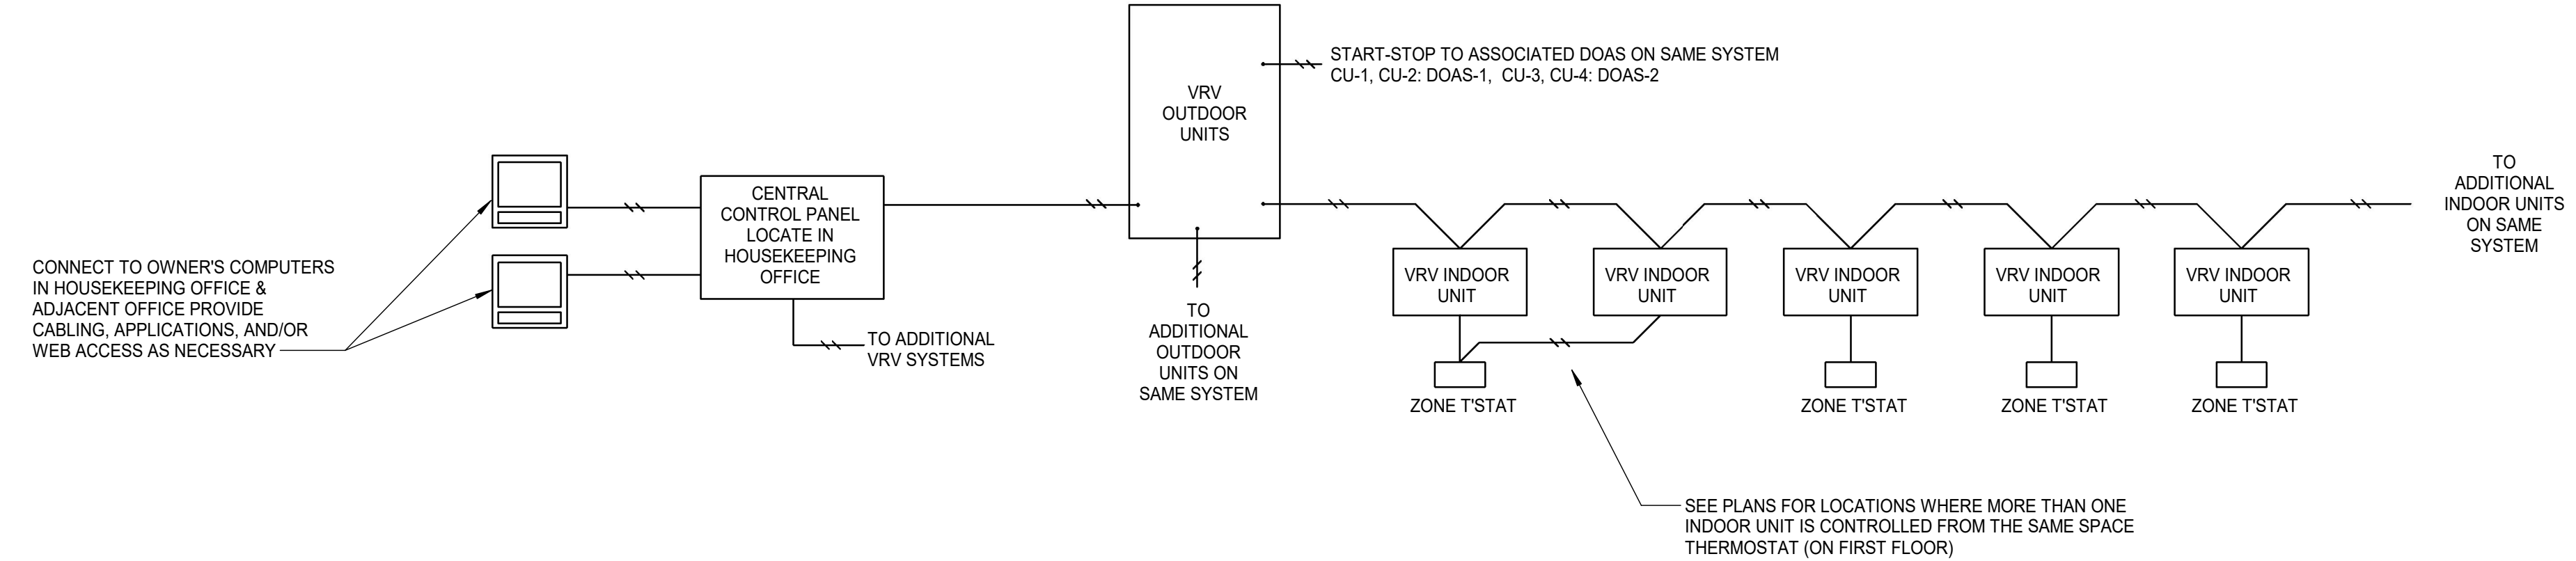 START-STOP TO ASSOCIATED DOAS ON SAME SYSTEM
CU-1, CU-2: DOAS-1,  CU-3, CU-4: DOAS-2
VRV
OUTDOOR
UNITS
CENTRAL
CONTROL PANEL
LOCATE IN
HOUSEKEEPING
OFFICE
CONNECT TO OWNER'S COMPUTERS
IN HOUSEKEEPING OFFICE &
ADJACENT OFFICE PROVIDE
CABLING, APPLICATIONS, AND/OR
WEB ACCESS AS NECESSARY
TO ADDITIONAL
VRV SYSTEMS
TO
ADDITIONAL
OUTDOOR
UNITS ON
SAME SYSTEM
VRV INDOOR
UNIT
VRV INDOOR
UNIT
VRV INDOOR
UNIT
VRV INDOOR
UNIT
VRV INDOOR
UNIT
TO
ADDITIONAL
INDOOR UNITS
ON SAME
SYSTEM
ZONE T'STAT
ZONE T'STAT
ZONE T'STAT
ZONE T'STAT
SEE PLANS FOR LOCATIONS WHERE MORE THAN ONE
INDOOR UNIT IS CONTROLLED FROM THE SAME SPACE
THERMOSTAT (ON FIRST FLOOR)